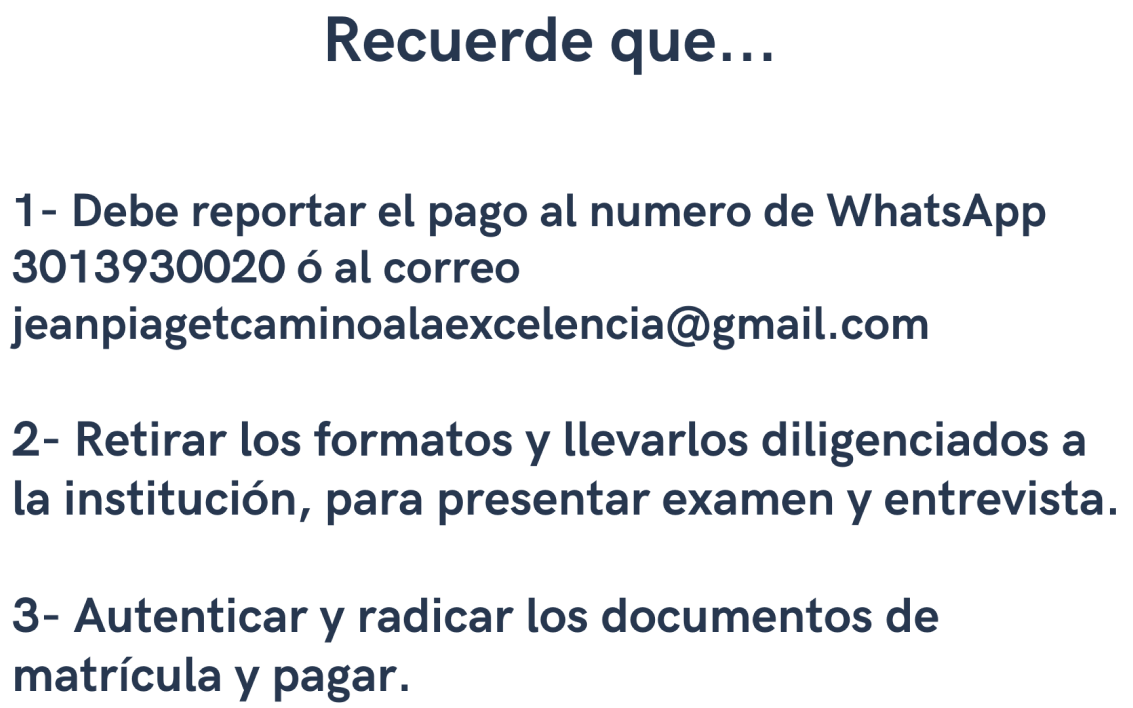 Recuerde que...
1- Debe reportar el pago al numero de WhatsApp
3013930020 ó al correo
jeanpiagetcaminoalaexcelencia@gmail.com
2- Retirar los formatos y llevarlos diligenciados a
la institución, para presentar examen y entrevista.
3- Autenticar y radicar los documentos de
matrícula y pagar.